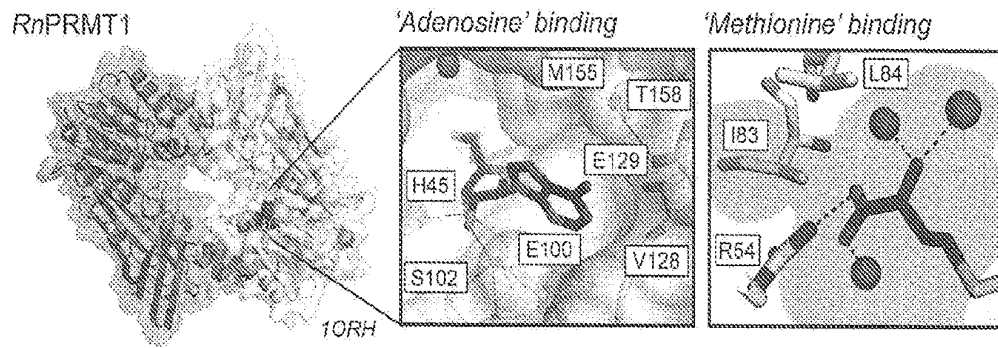 RnPRMT1
'Adenosine' binding
'Methionine' binding
M155
T158
E129
H45
E100
V128
S102
1ORH
L84
I83
R54